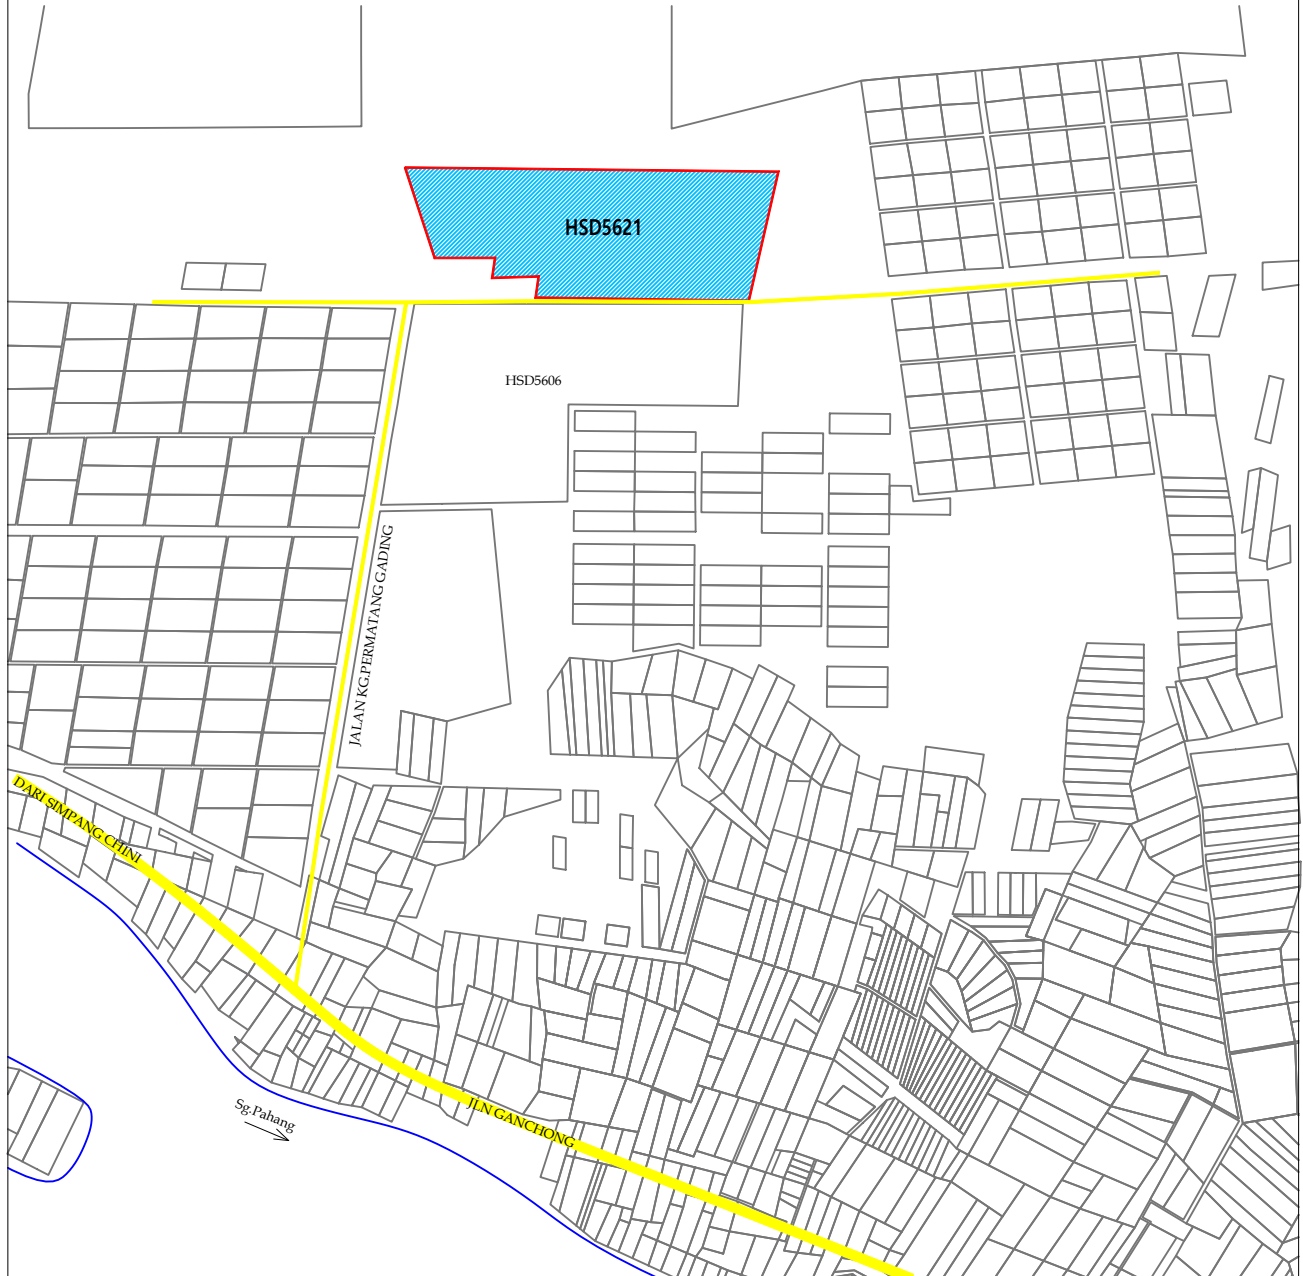 HSD5621
HSD5606
JALAN KG.PERMATANG GADING
DARI SIMPANG CHINI
Sg.Pahang
JLN GANCHONG